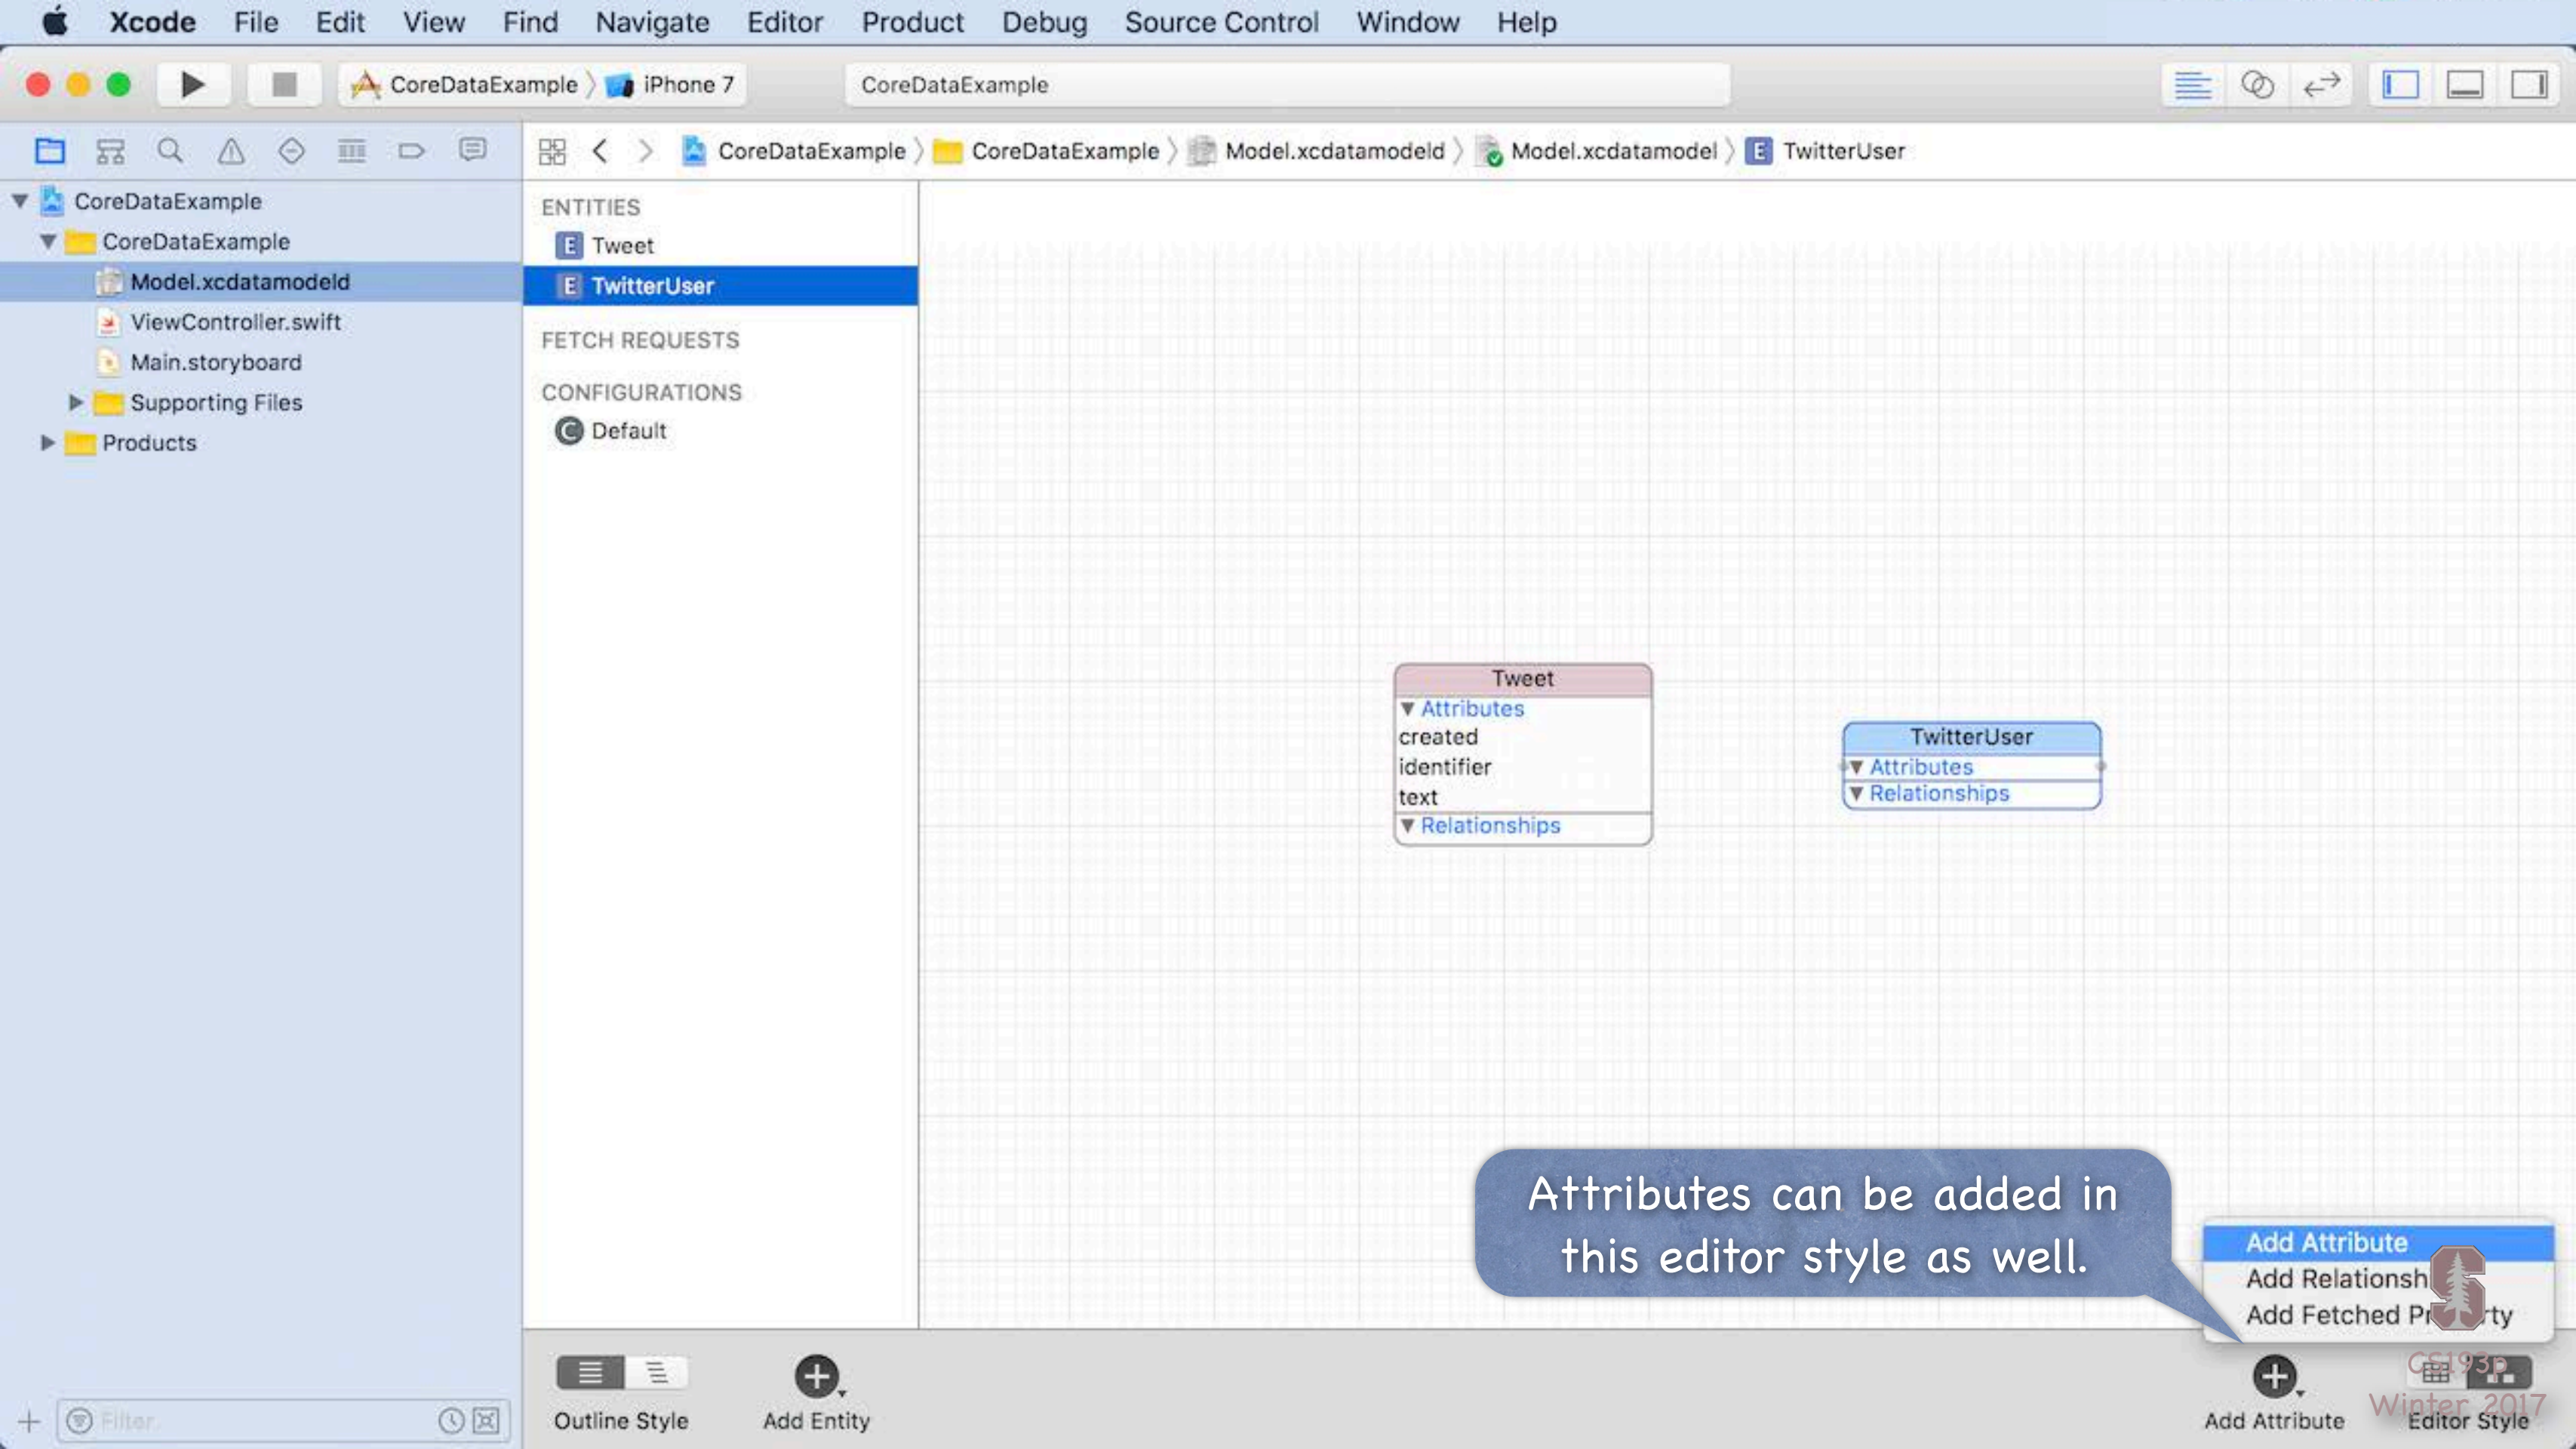 Xcode File Edit View Find Navigate Editor Product Debug Source Control Window Help
CoreDataExample iPhone 7
CoreDataExample
CoreDataExample CoreDataExample Model.xcdatamodeld Model.xcdatamodel E TwitterUser
CoreDataExample
CoreDataExample
Model.xcdatamodeld
ViewController.swift
Main.storyboard
Supporting Files
Products
ENTITIES
E Tweet
E TwitterUser
FETCH REQUESTS
CONFIGURATIONS
C Default
Tweet
Attributes
created
identifier
text
Relationships
TwitterUser
Attributes
Relationships
Attributes can be added in
this editor style as well.
Add Attribute
Add Relationsh
Add Fetched Pr rty
S
CS193p
Winter 2017
Filter
Outline Style
Add Entity
Add Attribute
Editor Style